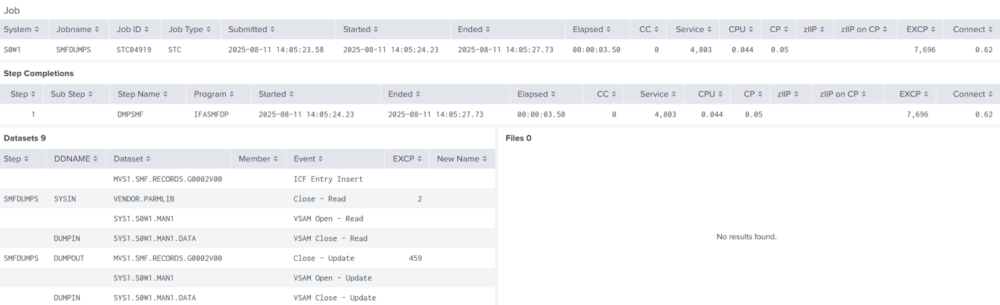 Job
System Jobname Job ID Job Type Submitted Started Ended Elapsed CC Service CPU CP zIIP zIIP on CP EXCP Connect
S0W1 SMFDUMPS STC04919 STC 2025-08-11 14:05:23.58 2025-08-11 14:05:24.23 2025-08-11 14:05:27.73 00:00:03.50 0 4,803 0.044 0.05 7,696 0.62
Step Completions
Step Sub Step Step Name Program Started Ended Elapsed CC Service CPU CP zIIP zIIP on CP EXCP Connect
1 DMPSMF IFASMFDP 2025-08-11 14:05:24.23 2025-08-11 14:05:27.73 00:00:03.50 0 4,803 0.044 0.05 7,696 0.62
Datasets 9
Step DDNAME Dataset Member Event EXCP New Name
MVS1.SMF.RECORDS.G0002V00 ICF Entry Insert
SMFDUMPS SYSIN VENDOR.PARMLIB Close - Read 2
SYS1.S0W1.MAN1 VSAM Open - Read
DUMPIN SYS1.S0W1.MAN1.DATA VSAM Close - Read
SMFDUMPS DUMPOUT MVS1.SMF.RECORDS.G0002V00 Close - Update 459
SYS1.S0W1.MAN1 VSAM Open - Update
DUMPIN SYS1.S0W1.MAN1.DATA VSAM Close - Update
Files 0
No results found.